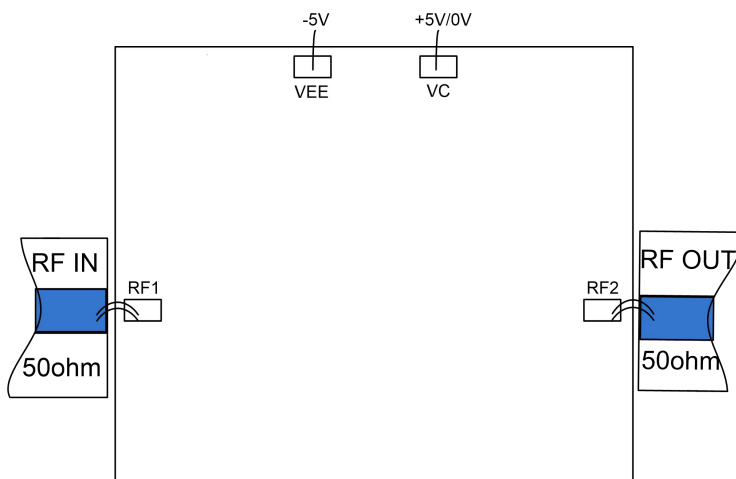 -5V
+5V/0V
VEE
VC
RF IN
RF OUT
RF1
RF2
50ohm
50ohm